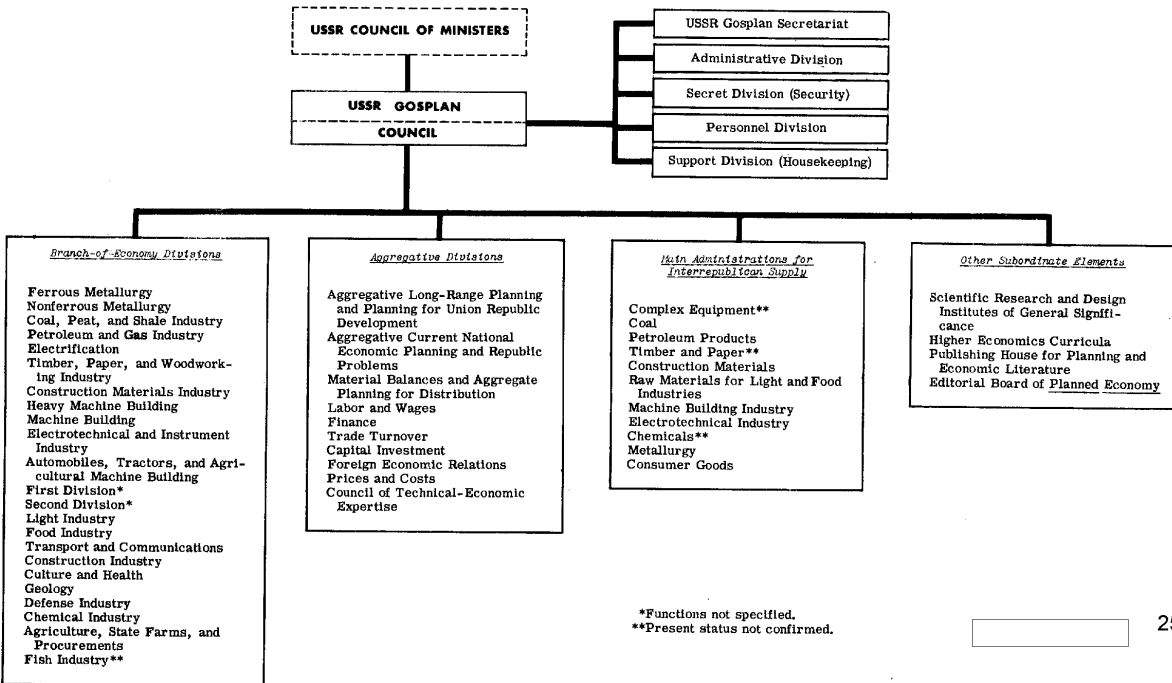 USSR COUNCIL OF MINISTERS
USSR GOSPLAN
COUNCIL
USSR Gosplan Secretariat
Administrative Division
Secret Division (Security)
Personnel Division
Support Division (Housekeeping)
Branch-of-Economy Divisions
Ferrous Metallurgy
Nonferrous Metallurgy
Coal, Peat, and Shale Industry
Petroleum and Gas Industry
Electrification
Timber, Paper, and Woodwork-
ing Industry
Construction Materials Industry
Heavy Machine Building
Machine Building
Electrotechnical and Instrument
Industry
Automobiles, Tractors, and Agri-
cultural Machine Building
First Division*
Second Division*
Light Industry
Food Industry
Transport and Communications
Construction Industry
Culture and Health
Geology
Defense Industry
Chemical Industry
Agriculture, State Farms, and
Procurements
Fish Industry**
Aggregative Divisions
Aggregative Long-Range Planning
and Planning for Union Republic
Development
Aggregative Current National
Economic Planning and Republic
Problems
Material Balances and Aggregate
Planning for Distribution
Labor and Wages
Finance
Trade Turnover
Capital Investment
Foreign Economic Relations
Prices and Costs
Council of Technical-Economic
Expertise
Main Administrations for
Interrepublican Supply
Complex Equipment**
Coal
Petroleum Products
Timber and Paper**
Construction Materials
Raw Materials for Light and Food
Industries
Machine Building Industry
Electrotechnical Industry
Chemicals**
Metallurgy
Consumer Goods
Other Subordinate Elements
Scientific Research and Design
Institutes of General Signifi-
cance
Higher Economics Curricula
Publishing House for Planning and
Economic Literature
Editorial Board of Planned Economy
*Functions not specified.
**Present status not confirmed.
25